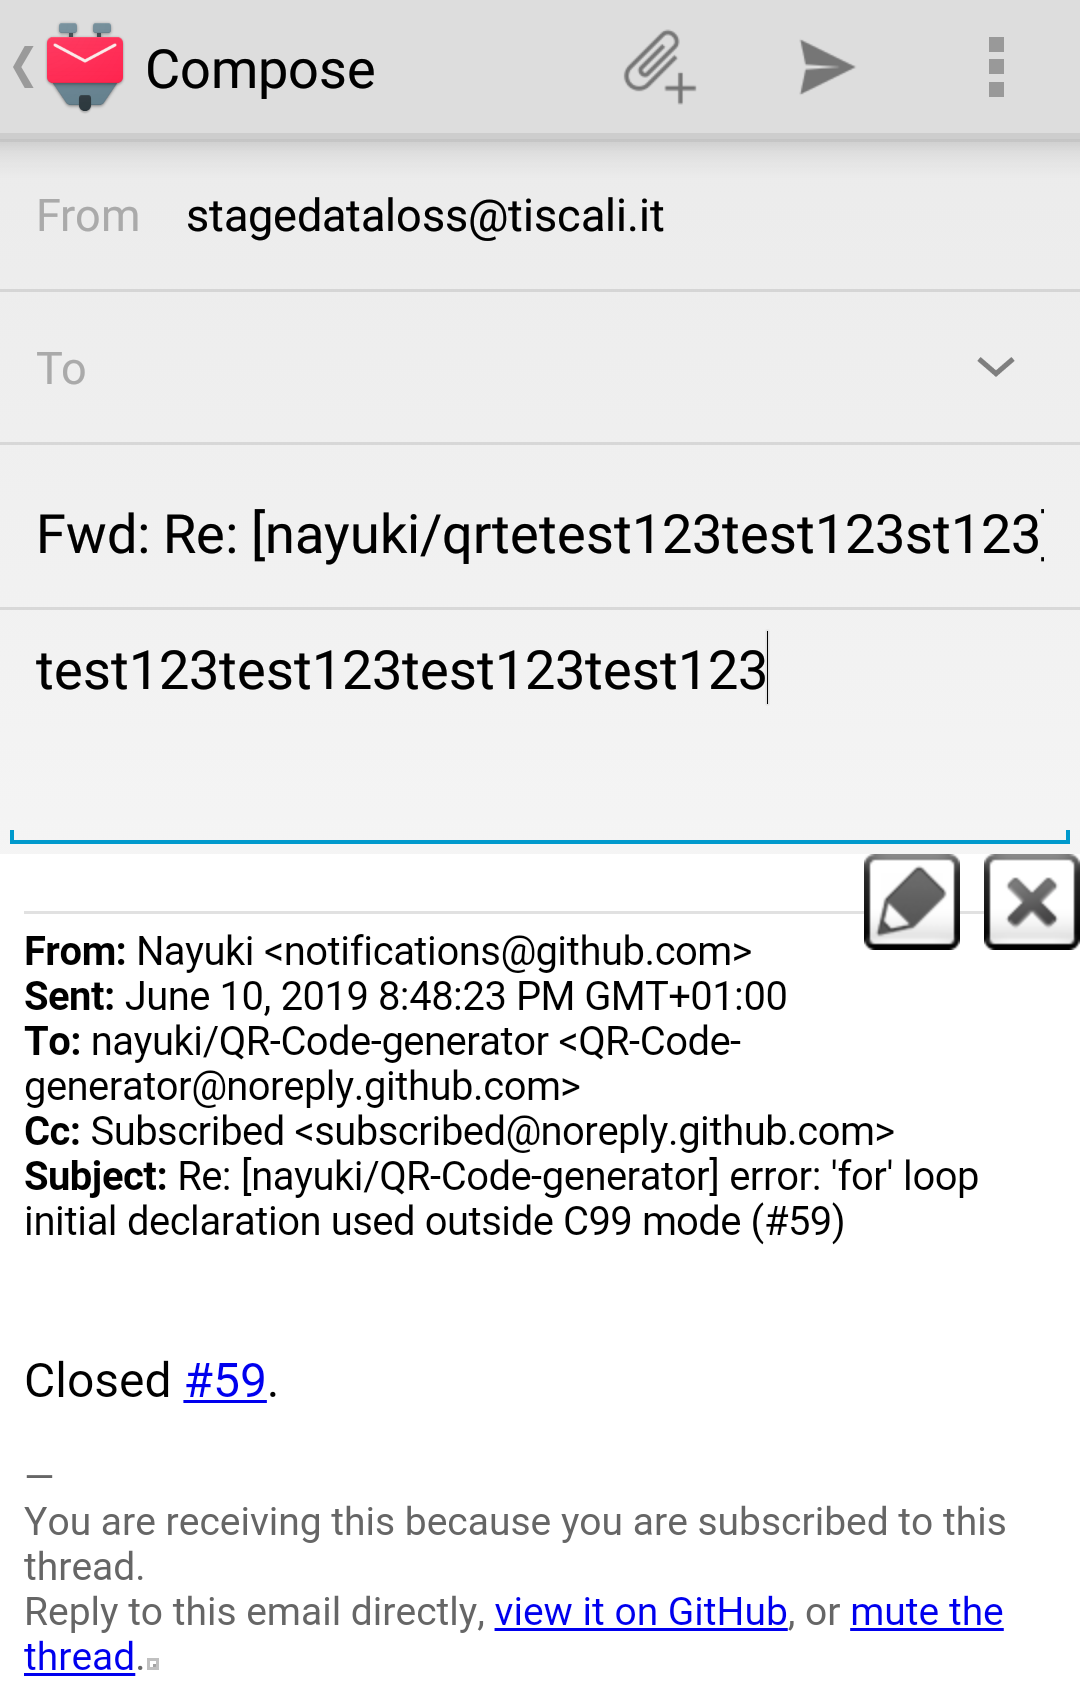 Compose
From stagedataloss@tiscali.it
To
Fwd: Re: [nayuki/qrtetest123test123st123]
test123test123test123test123
From: Nayuki <notifications@github.com>
Sent: June 10, 2019 8:48:23 PM GMT+01:00
To: nayuki/QR-Code-generator <QR-Code-
generator@noreply.github.com>
Cc: Subscribed <subscribed@noreply.github.com>
Subject: Re: [nayuki/QR-Code-generator] error: 'for' loop
initial declaration used outside C99 mode (#59)
Closed #59.
—
You are receiving this because you are subscribed to this
thread.
Reply to this email directly, view it on GitHub, or mute the
thread.